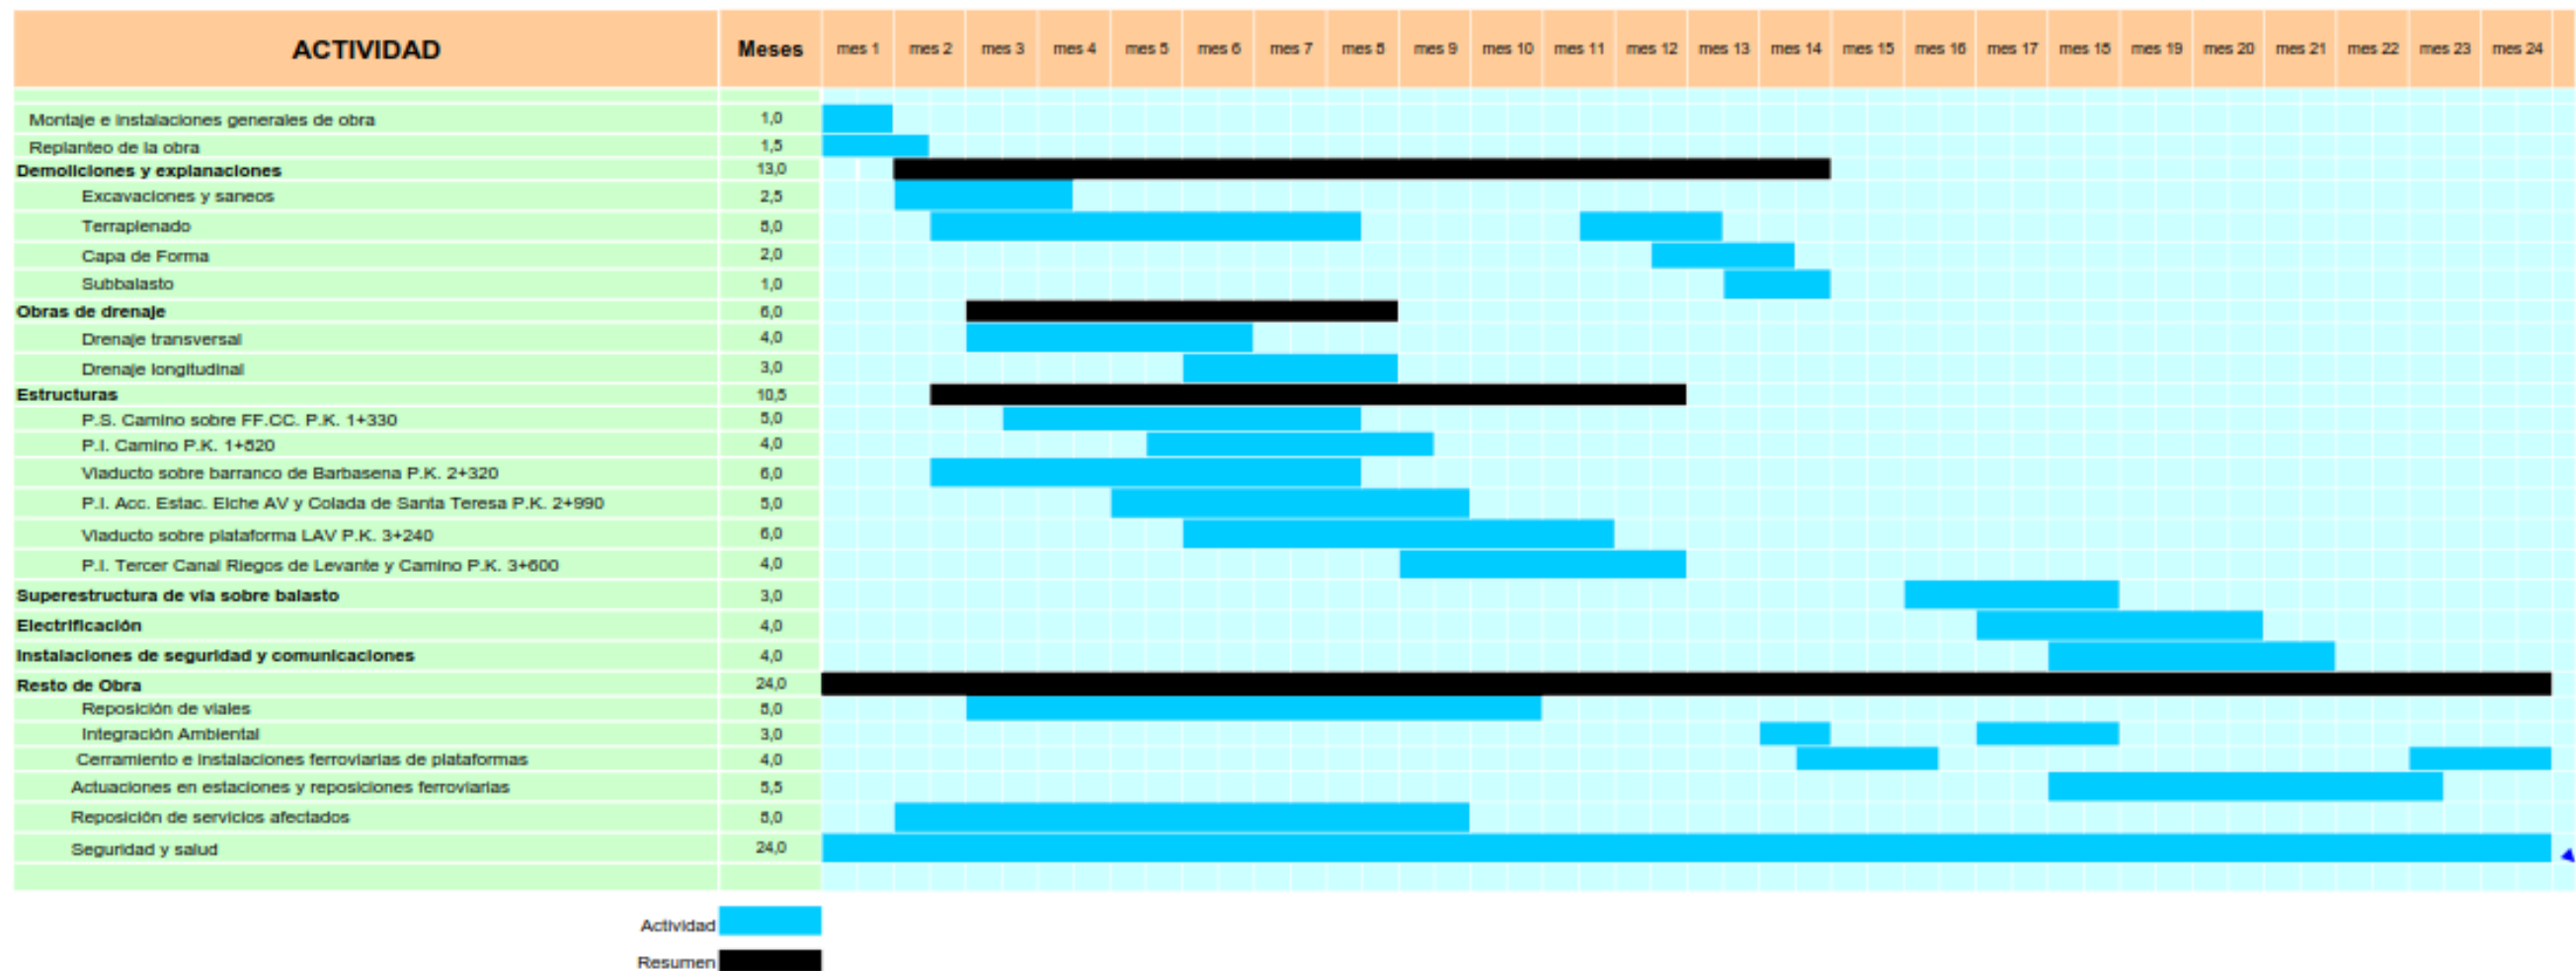 ACTIVIDAD Meses mes 1 mes 2 mes 3 mes 4 mes 5 mes 6 mes 7 mes 8 mes 9 mes 10 mes 11 mes 12 mes 13 mes 14 mes 15 mes 16 mes 17 mes 18 mes 19 mes 20 mes 21 mes 22 mes 23 mes 24
Montaje e instalaciones generales de obra 1,0
Replanteo de la obra 1,5
Demoliciones y explanaciones 13,0
Excavaciones y saneos 2,5
Terraplenado 8,0
Capa de Forma 2,0
Subbalasto 1,0
Obras de drenaje 6,0
Drenaje transversal 4,0
Drenaje longitudinal 3,0
Estructuras 10,5
P.S. Camino sobre FF.CC. P.K. 1+330 5,0
P.I. Camino P.K. 1+820 4,0
Viaducto sobre barranco de Barbasena P.K. 2+320 6,0
P.I. Acc. Estac. Elche AV y Colada de Santa Teresa P.K. 2+990 5,0
Viaducto sobre plataforma LAV P.K. 3+240 6,0
P.I. Tercer Canal Riegos de Levante y Camino P.K. 3+600 4,0
Superestructura de vía sobre balasto 3,0
Electrificación 4,0
Instalaciones de seguridad y comunicaciones 4,0
Resto de Obra 24,0
Reposición de viales 8,0
Integración Ambiental 3,0
Cerramiento e instalaciones ferroviarias de plataformas 4,0
Actuaciones en estaciones y reposiciones ferroviarias 5,5
Reposición de servicios afectados 8,0
Seguridad y salud 24,0
Actividad
Resumen